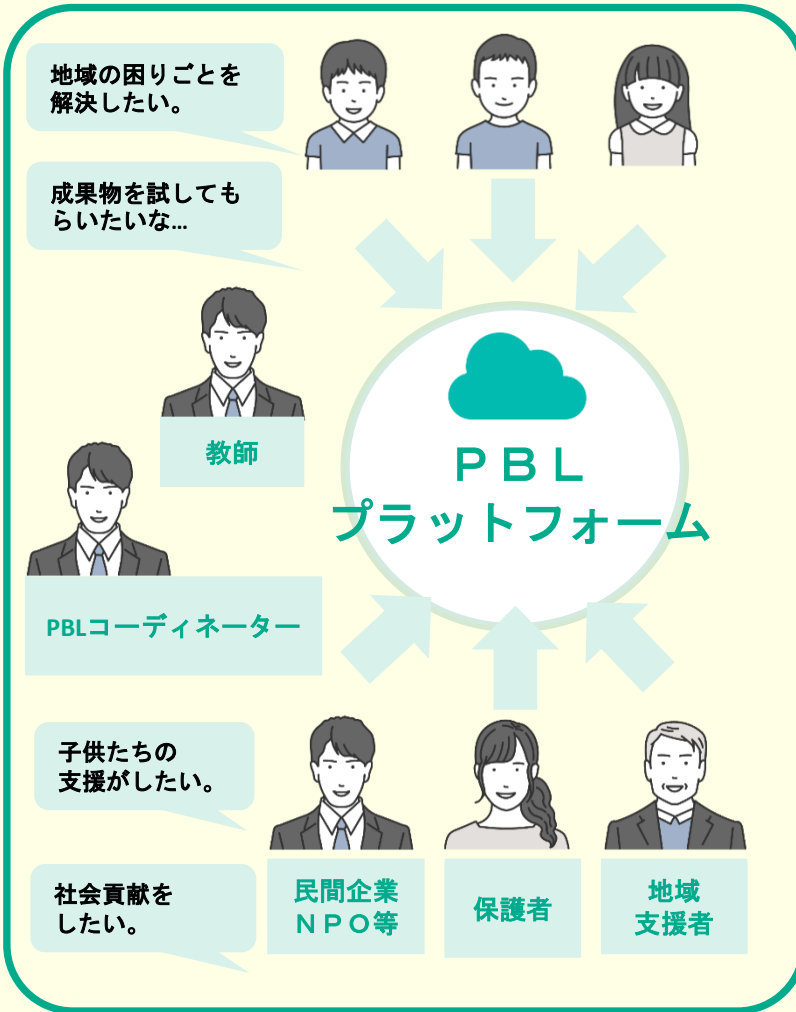 地域の困りごとを
解決したい。
成果物を試しても
らいたいな…
教師
PBLコーディネーター
ＰＢＬ
プラットフォーム
子供たちの
支援がしたい。
社会貢献を
したい。
民間企業
ＮＰＯ等
保護者
地域
支援者